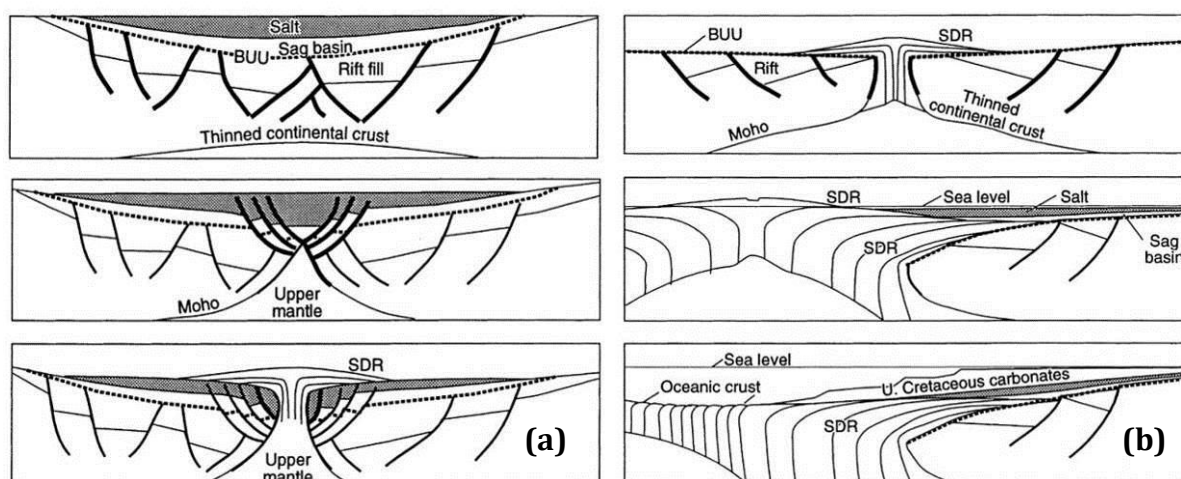 Salt
BUU
Sag basin
Rift fill
Thinned continental crust
Moho
Upper
mantle
SDR
Upper
mantle
(a)
BUU
SDR
Rift
Moho
Thinned
continental crust
SDR
Sea level
Salt
SDR
Sag
basin
Sea level
Oceanic crust
U. Cretaceous carbonates
SDR
(b)